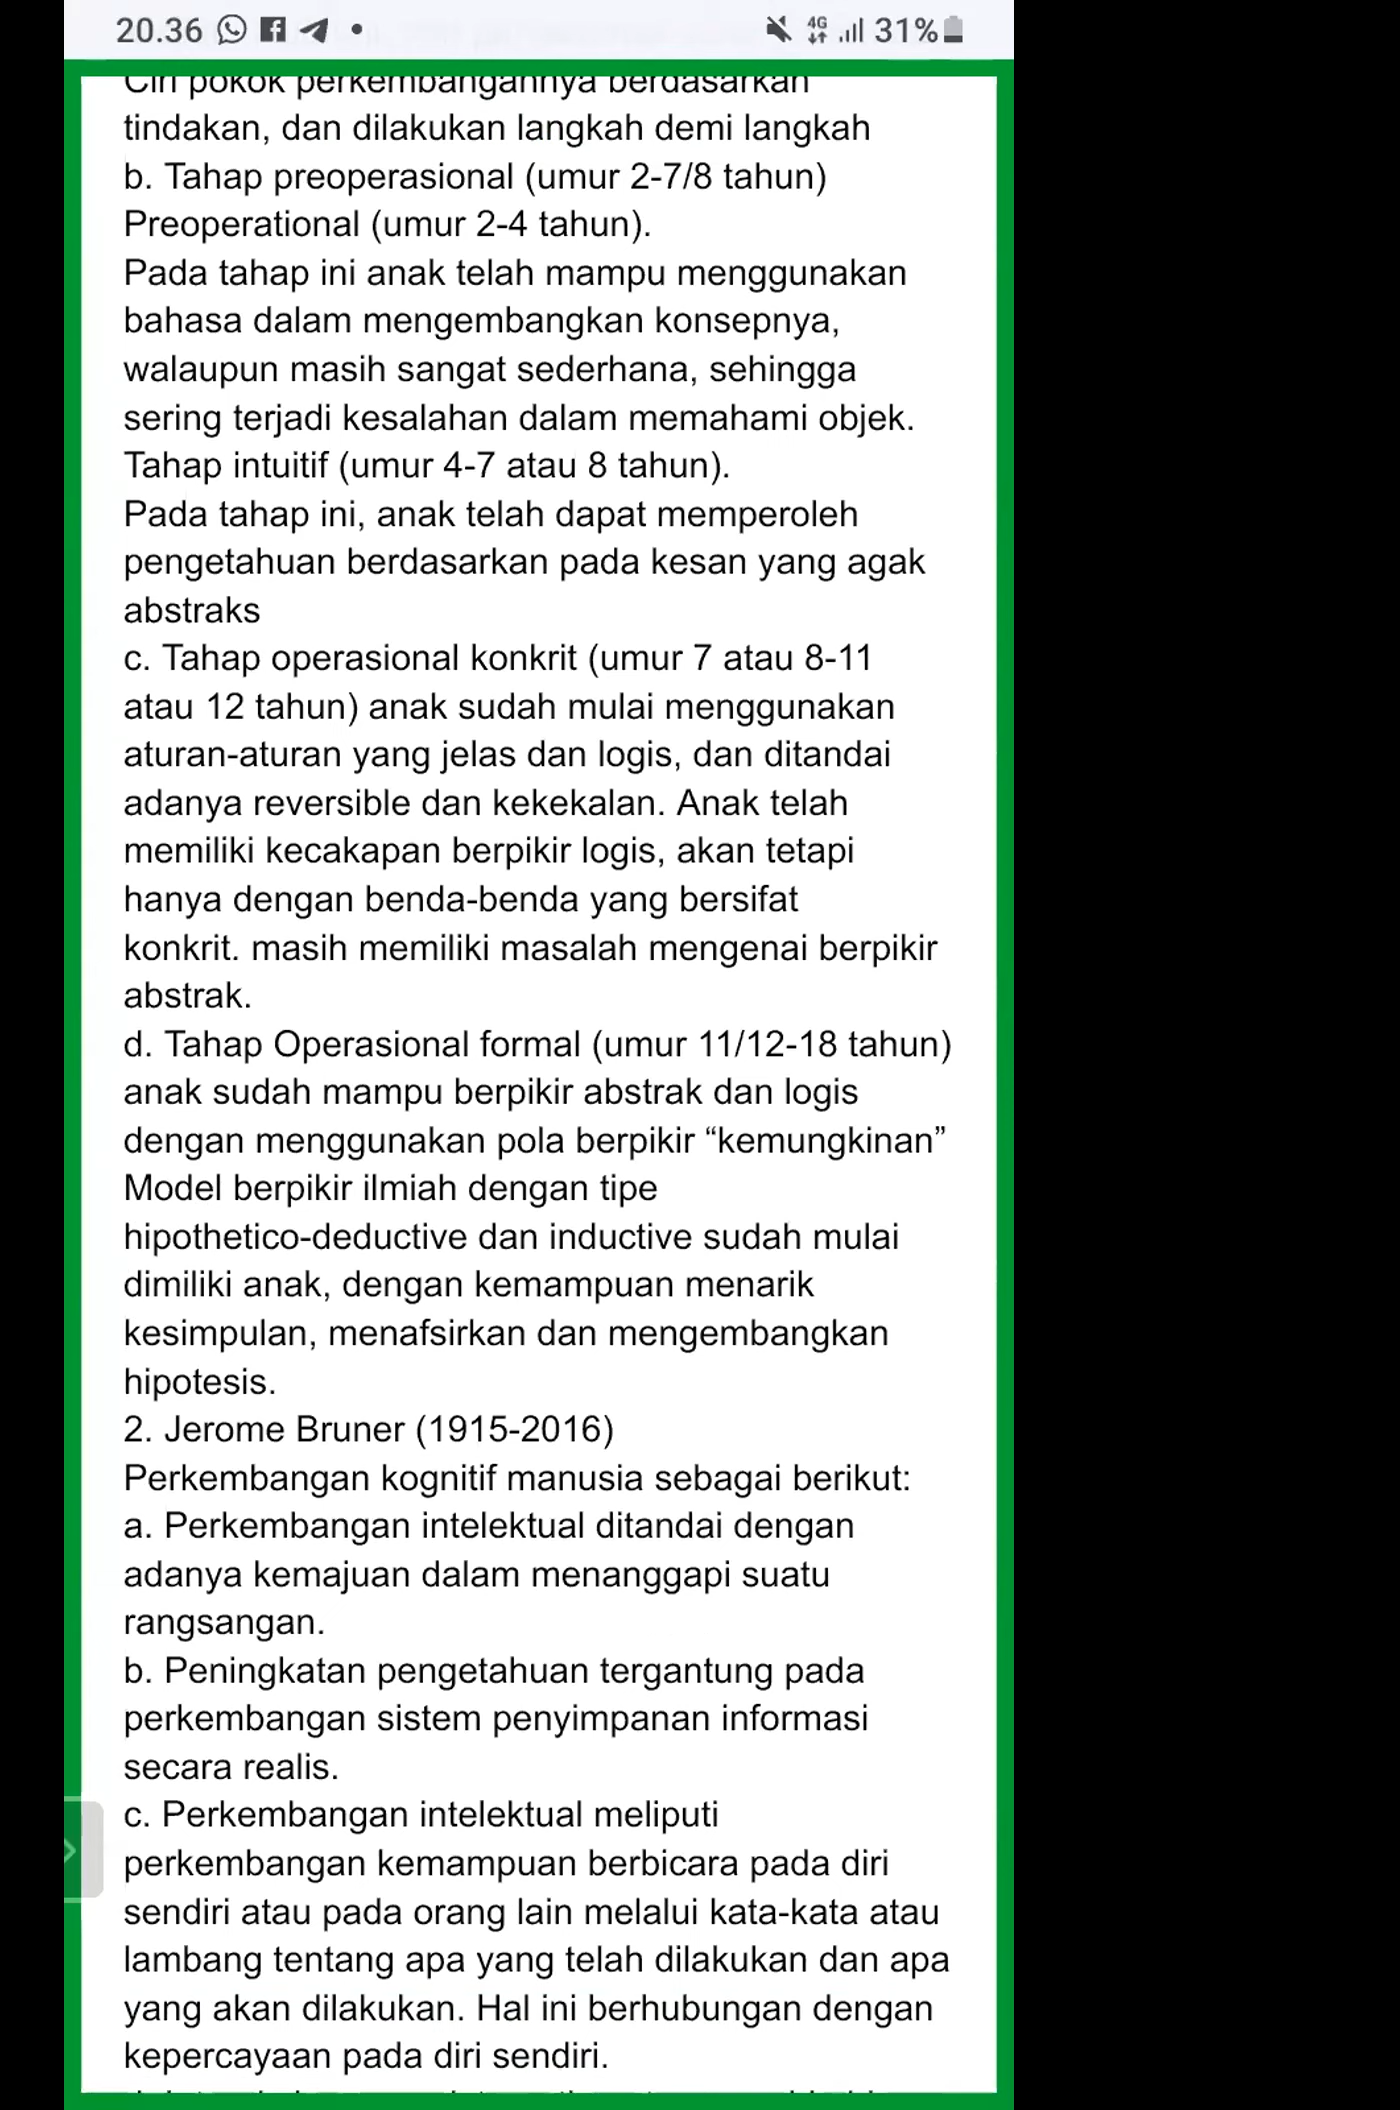 20.36
4G
31%
Ciri pokok perkembangannya berdasarkan
tindakan, dan dilakukan langkah demi langkah
b. Tahap preoperasional (umur 2-7/8 tahun)
Preoperational (umur 2-4 tahun).
Pada tahap ini anak telah mampu menggunakan
bahasa dalam mengembangkan konsepnya,
walaupun masih sangat sederhana, sehingga
sering terjadi kesalahan dalam memahami objek.
Tahap intuitif (umur 4-7 atau 8 tahun).
Pada tahap ini, anak telah dapat memperoleh
pengetahuan berdasarkan pada kesan yang agak
abstraks
c. Tahap operasional konkrit (umur 7 atau 8-11
atau 12 tahun) anak sudah mulai menggunakan
aturan-aturan yang jelas dan logis, dan ditandai
adanya reversible dan kekekalan. Anak telah
memiliki kecakapan berpikir logis, akan tetapi
hanya dengan benda-benda yang bersifat
konkrit. masih memiliki masalah mengenai berpikir
abstrak.
d. Tahap Operasional formal (umur 11/12-18 tahun)
anak sudah mampu berpikir abstrak dan logis
dengan menggunakan pola berpikir “kemungkinan”
Model berpikir ilmiah dengan tipe
hipothetico-deductive dan inductive sudah mulai
dimiliki anak, dengan kemampuan menarik
kesimpulan, menafsirkan dan mengembangkan
hipotesis.
2. Jerome Bruner (1915-2016)
Perkembangan kognitif manusia sebagai berikut:
a. Perkembangan intelektual ditandai dengan
adanya kemajuan dalam menanggapi suatu
rangsangan.
b. Peningkatan pengetahuan tergantung pada
perkembangan sistem penyimpanan informasi
secara realis.
c. Perkembangan intelektual meliputi
perkembangan kemampuan berbicara pada diri
sendiri atau pada orang lain melalui kata-kata atau
lambang tentang apa yang telah dilakukan dan apa
yang akan dilakukan. Hal ini berhubungan dengan
kepercayaan pada diri sendiri.